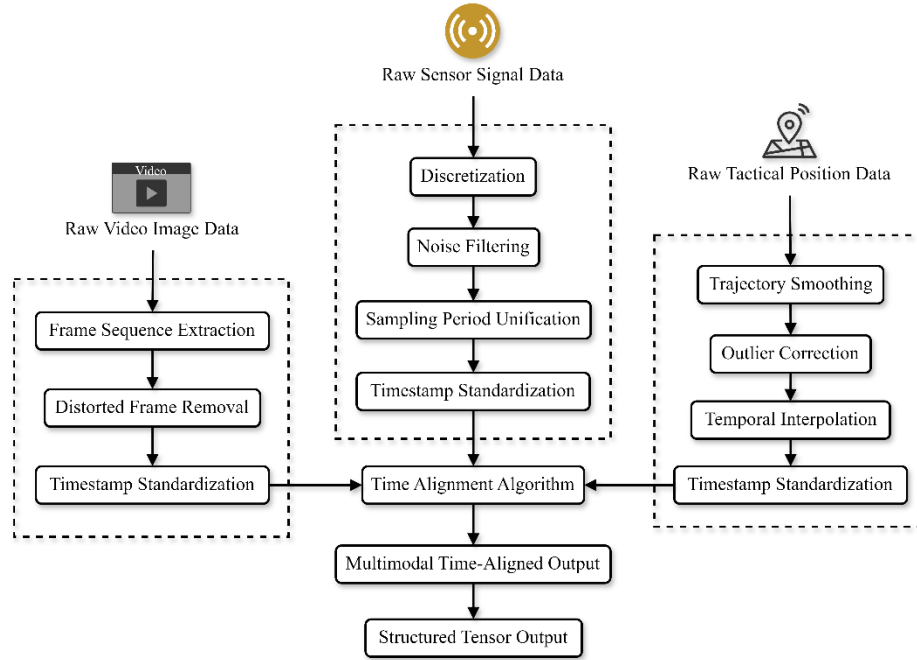 Raw Sensor Signal Data
Video
Raw Video Image Data
Raw Tactical Position Data
Discretization
Noise Filtering
Sampling Period Unification
Timestamp Standardization
Frame Sequence Extraction
Distorted Frame Removal
Timestamp Standardization
Trajectory Smoothing
Outlier Correction
Temporal Interpolation
Timestamp Standardization
Time Alignment Algorithm
Multimodal Time-Aligned Output
Structured Tensor Output